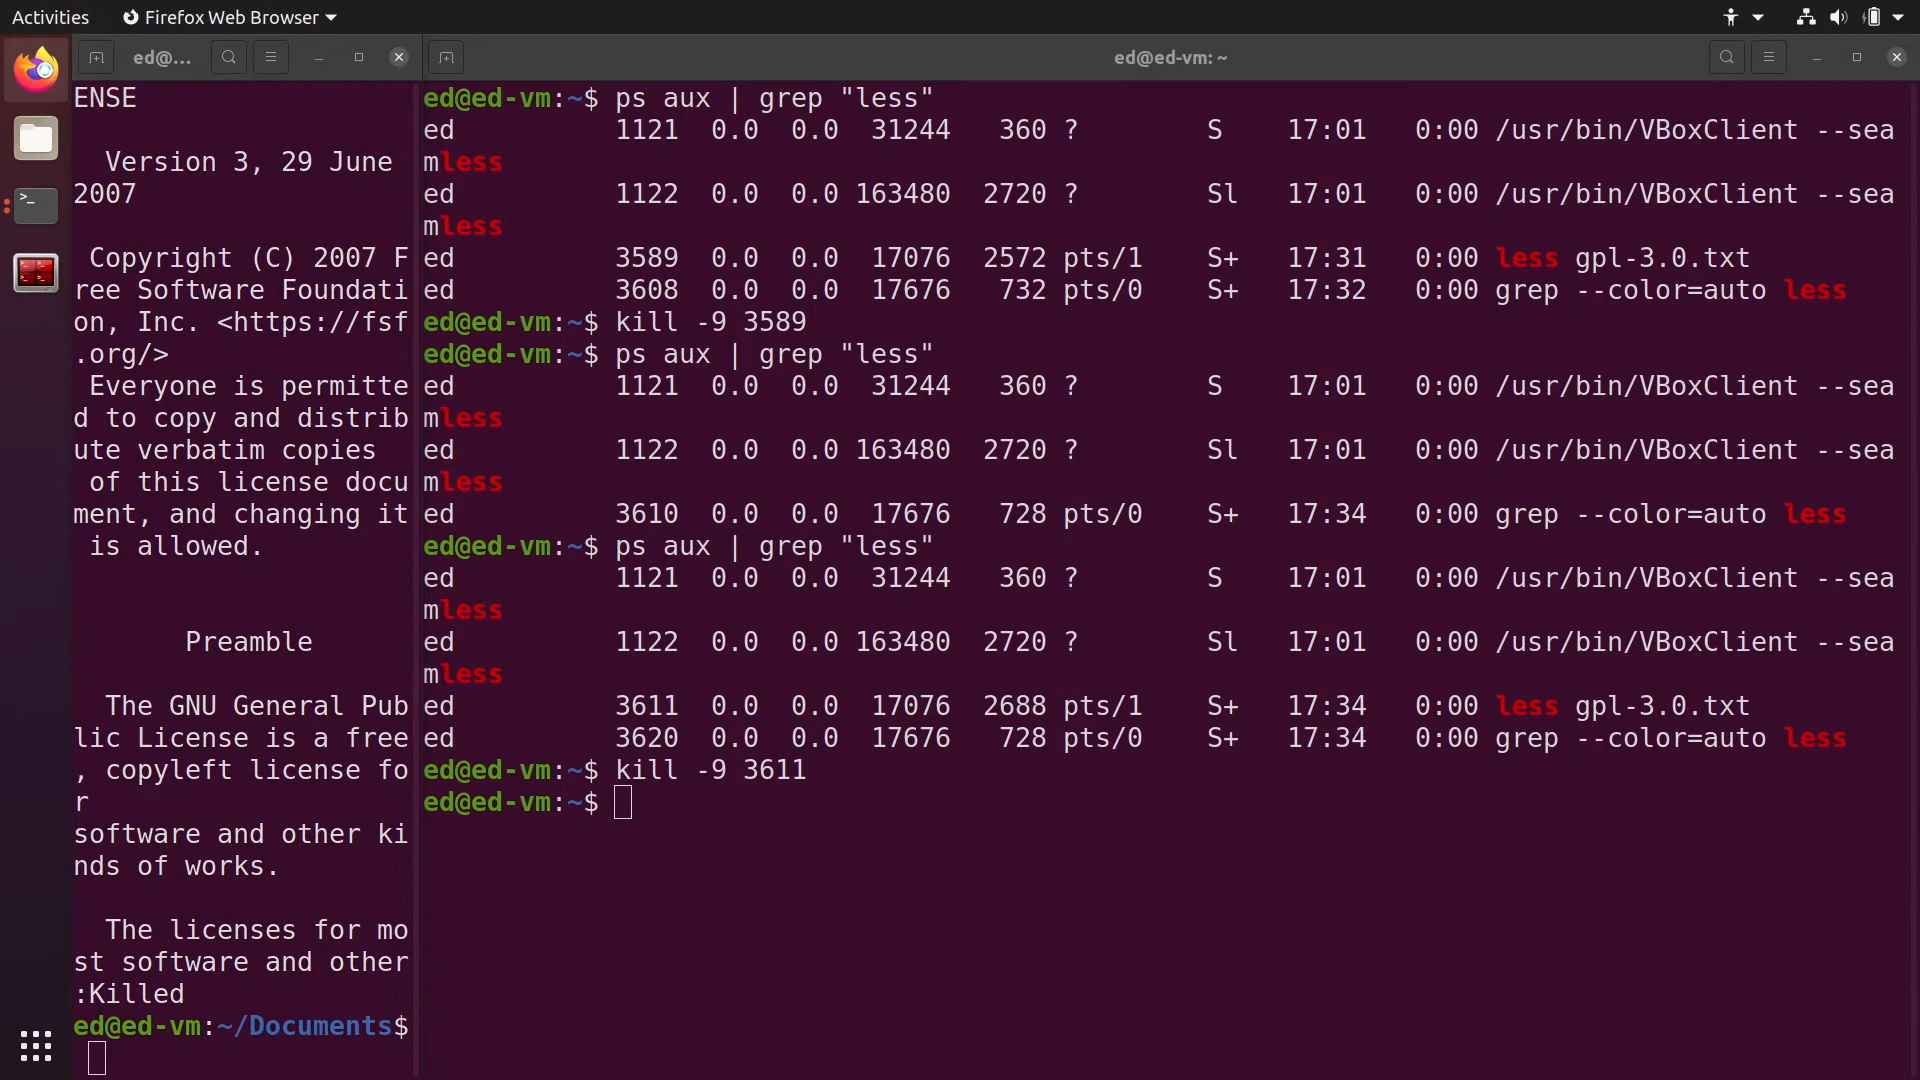 Activities
Firefox Web Browser
ed@...
ENSE
Version 3, 29 June
2007
Copyright (C) 2007 F
ree Software Foundati
on, Inc. <https://fsf
.org/>
Everyone is permitte
d to copy and distrib
ute verbatim copies
of this license docu
ment, and changing it
is allowed.
Preamble
The GNU General Pub
lic License is a free
, copyleft license fo
r
software and other ki
nds of works.
The licenses for mo
st software and other
:Killed
ed@ed-vm:~/Documents$
ed@ed-vm: ~
ed@ed-vm:~$ ps aux | grep "less"
ed 1121 0.0 0.0 31244 360 ? S 17:01 0:00 /usr/bin/VBoxClient --sea
mless
ed 1122 0.0 0.0 163480 2720 ? Sl 17:01 0:00 /usr/bin/VBoxClient --sea
mless
ed 3589 0.0 0.0 17076 2572 pts/1 S+ 17:31 0:00 less gpl-3.0.txt
ed 3608 0.0 0.0 17676 732 pts/0 S+ 17:32 0:00 grep --color=auto less
ed@ed-vm:~$ kill -9 3589
ed@ed-vm:~$ ps aux | grep "less"
ed 1121 0.0 0.0 31244 360 ? S 17:01 0:00 /usr/bin/VBoxClient --sea
mless
ed 1122 0.0 0.0 163480 2720 ? Sl 17:01 0:00 /usr/bin/VBoxClient --sea
mless
ed 3610 0.0 0.0 17676 728 pts/0 S+ 17:34 0:00 grep --color=auto less
ed@ed-vm:~$ ps aux | grep "less"
ed 1121 0.0 0.0 31244 360 ? S 17:01 0:00 /usr/bin/VBoxClient --sea
mless
ed 1122 0.0 0.0 163480 2720 ? Sl 17:01 0:00 /usr/bin/VBoxClient --sea
mless
ed 3611 0.0 0.0 17076 2688 pts/1 S+ 17:34 0:00 less gpl-3.0.txt
ed 3620 0.0 0.0 17676 728 pts/0 S+ 17:34 0:00 grep --color=auto less
ed@ed-vm:~$ kill -9 3611
ed@ed-vm:~$